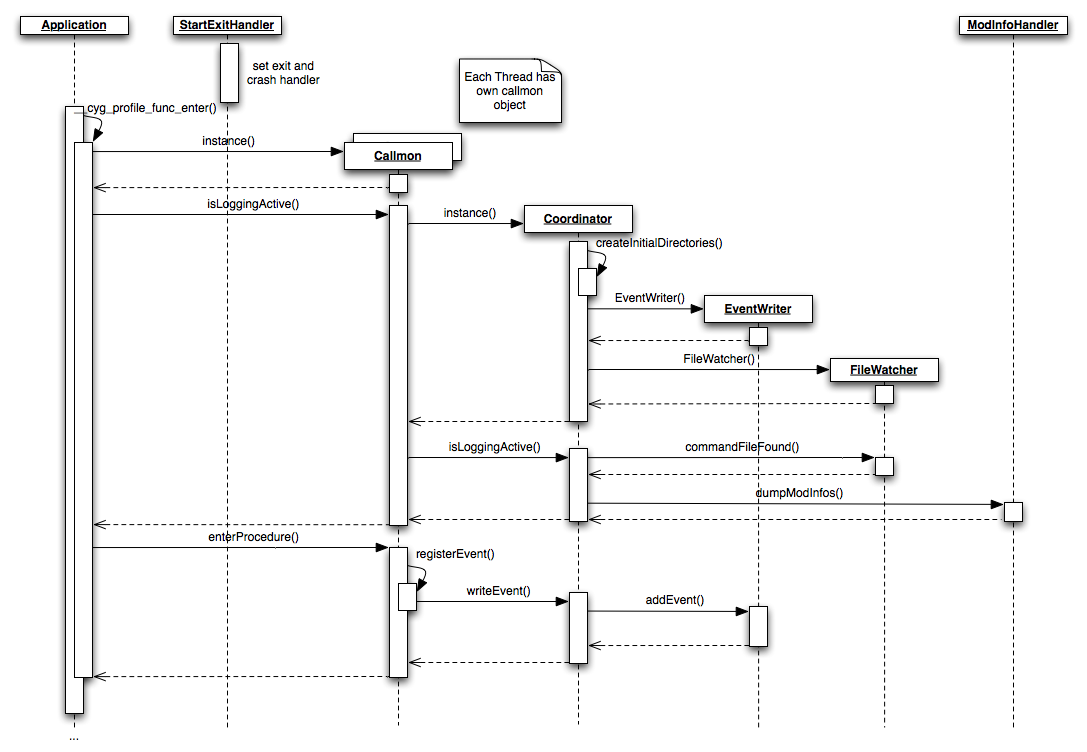 Application
StartExitHandler
ModInfoHandler
set exit and
crash handler
Each Thread has
own callmon
object
__cyg_profile_func_enter()
instance()
Callmon
isLoggingActive()
instance()
Coordinator
createInitialDirectories()
EventWriter()
EventWriter
FileWatcher()
FileWatcher
isLoggingActive()
commandFileFound()
dumpModInfos()
enterProcedure()
registerEvent()
writeEvent()
addEvent()
...